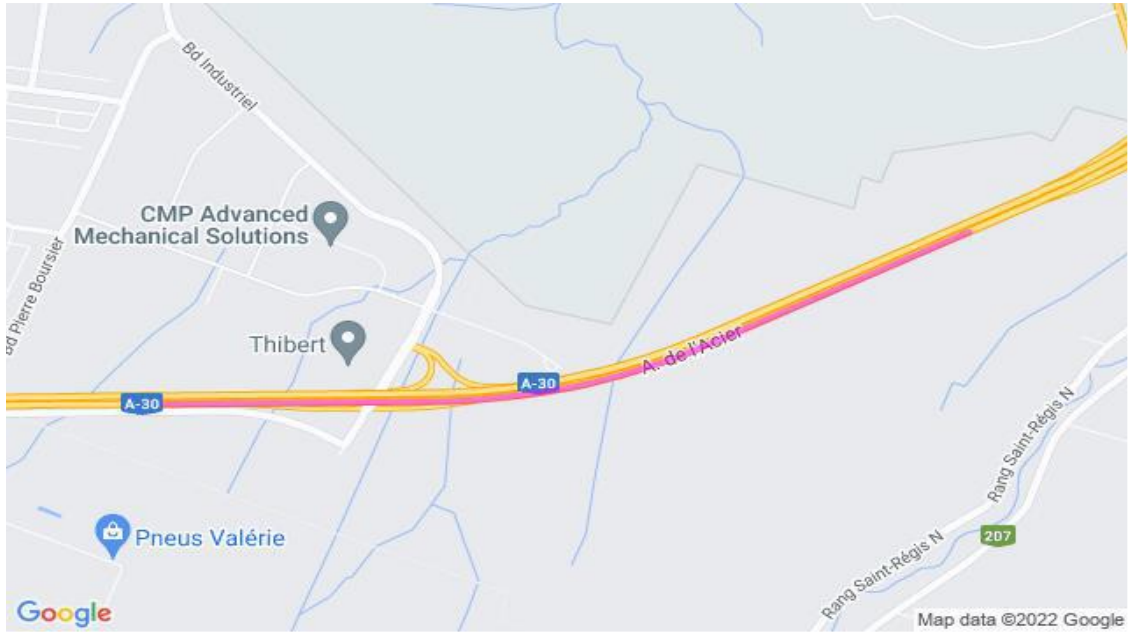 Bd Industriel
CMP Advanced
Mechanical Solutions
Bd Pierre Boursier
Thibert
A. de l'Acier
A-30
A-30
Rang Saint-Régis N
207
Pneus Valérie
Rang Saint-Régis N
Google
Map data ©2022 Google